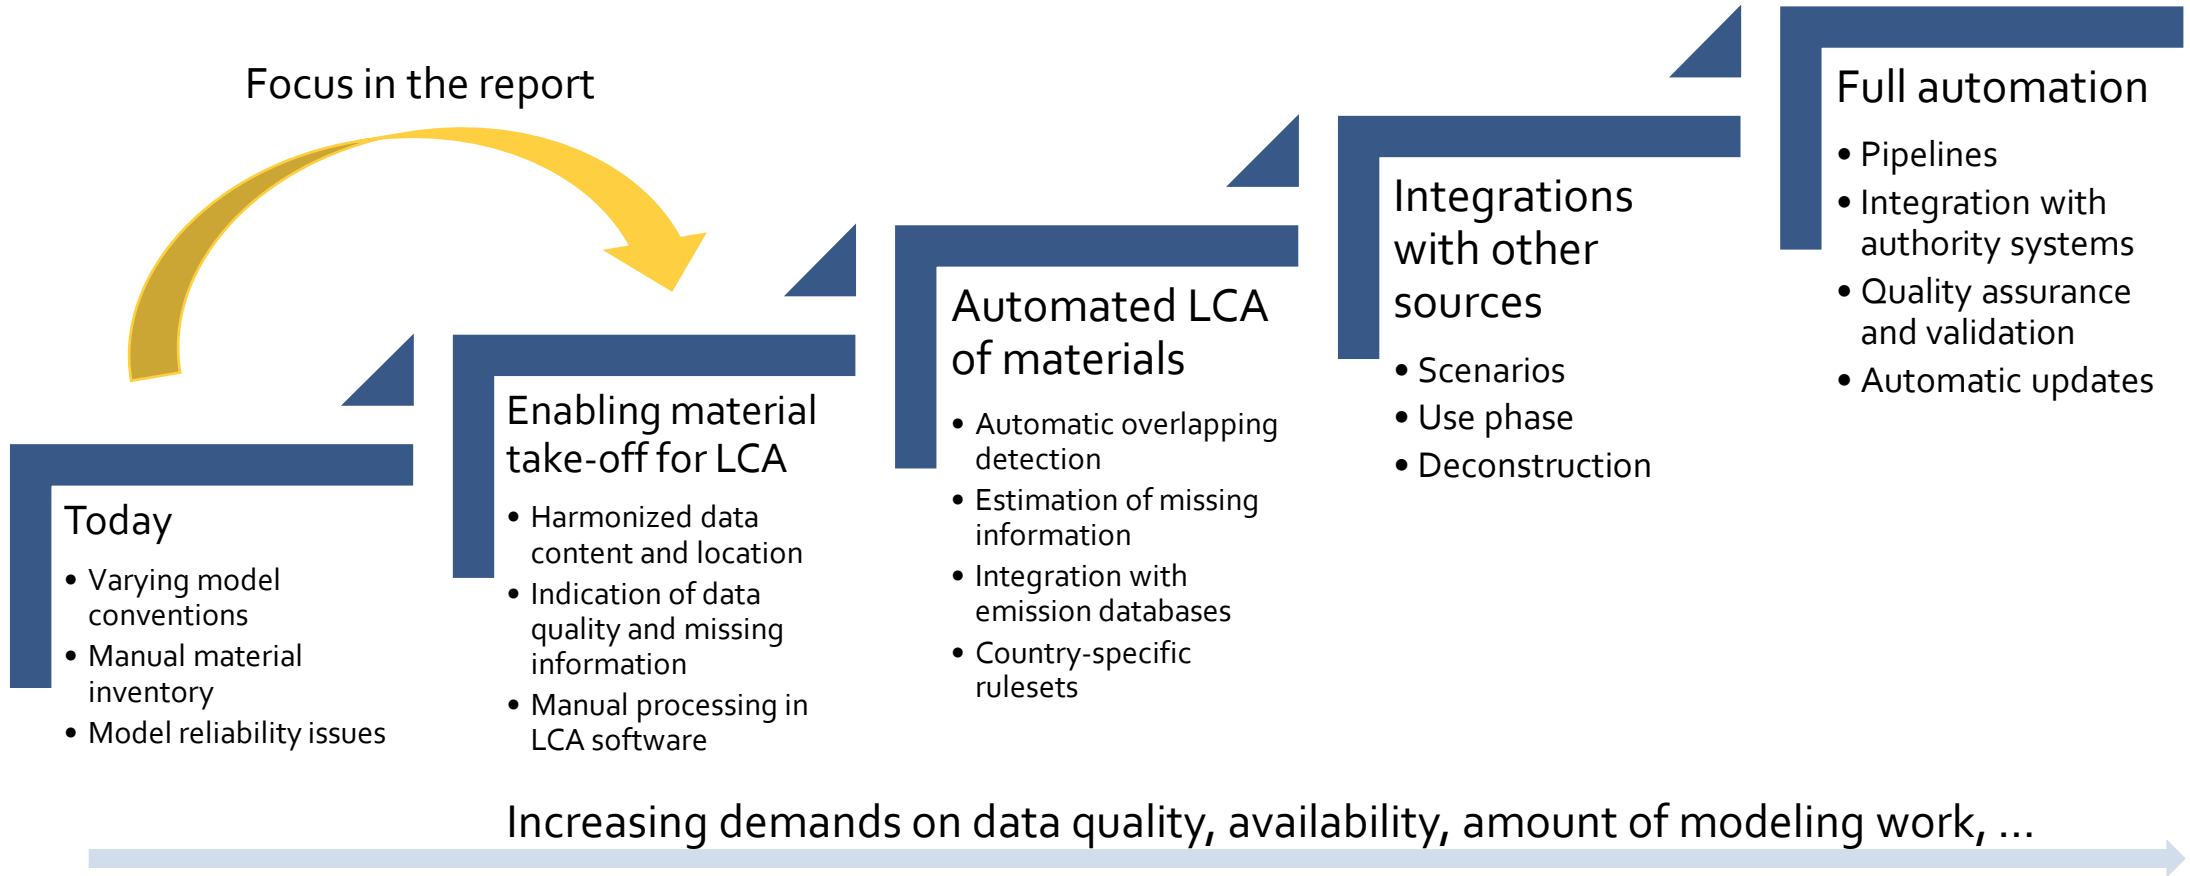 Focus in the report
Today
• Varying model
conventions
• Manual material
inventory
• Model reliability issues
Enabling material
take-off for LCA
• Harmonized data
content and location
• Indication of data
quality and missing
information
• Manual processing in
LCA software
Automated LCA
of materials
• Automatic overlapping
detection
• Estimation of missing
information
• Integration with
emission databases
• Country-specific
rulesets
Integrations
with other
sources
• Scenarios
• Use phase
• Deconstruction
Full automation
• Pipelines
• Integration with
authority systems
• Quality assurance
and validation
• Automatic updates
Increasing demands on data quality, availability, amount of modeling work, ...